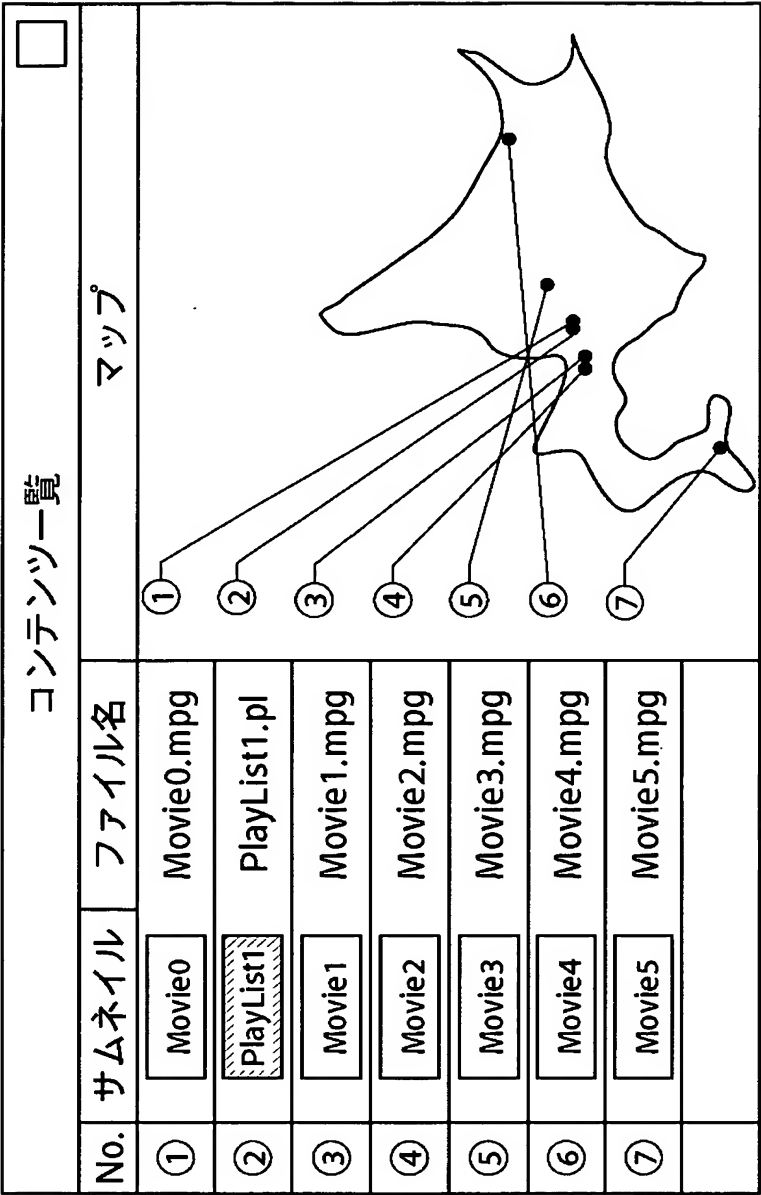 コンテンツ一覧
No. サムネイル ファイル名 マップ
① Movie0 Movie0.mpg
② PlayList1 PlayList1.pl
③ Movie1 Movie1.mpg
④ Movie2 Movie2.mpg
⑤ Movie3 Movie3.mpg
⑥ Movie4 Movie4.mpg
⑦ Movie5 Movie5.mpg
①
②
③
④
⑤
⑥
⑦